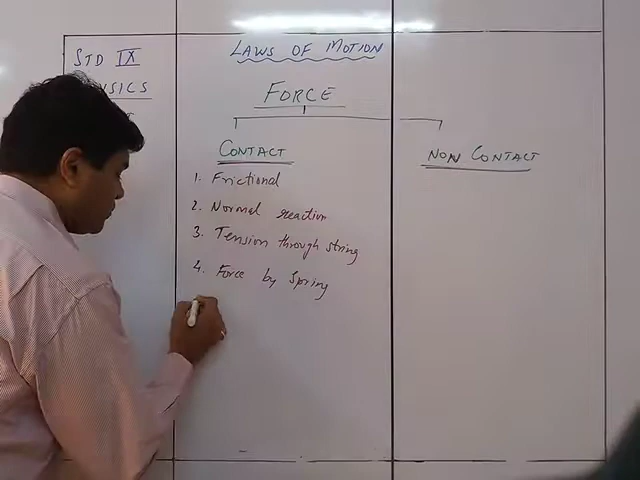 STD IX
LAWS OF MOTION
FORCE
CONTACT
NON CONTACT
1. Frictional
2. Normal reaction
3. Tension through string
4. Force by Spring